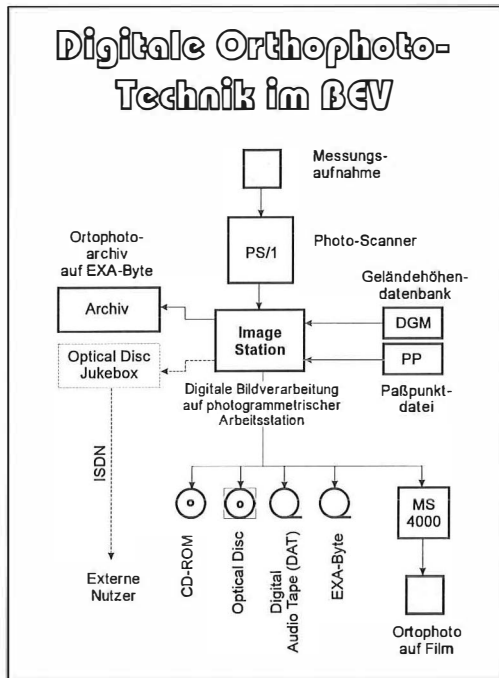 Digitale Orthophoto-
Technik im BEV
Messungs-
aufnahme
PS/1
Photo-Scanner
Ortophoto-
archiv
auf EXA-Byte
Archiv
Geländehöhen-
datenbank
DGM
Image
Station
Optical Disc
Jukebox
PP
Paßpunkt-
datei
Digitale Bildverarbeitung
auf photogrammetrischer
Arbeitsstation
ISDN
Externe
Nutzer
CD-ROM
Optical Disc
Digital
Audio Tape (DAT)
EXA-Byte
MS
4000
Ortophoto
auf Film